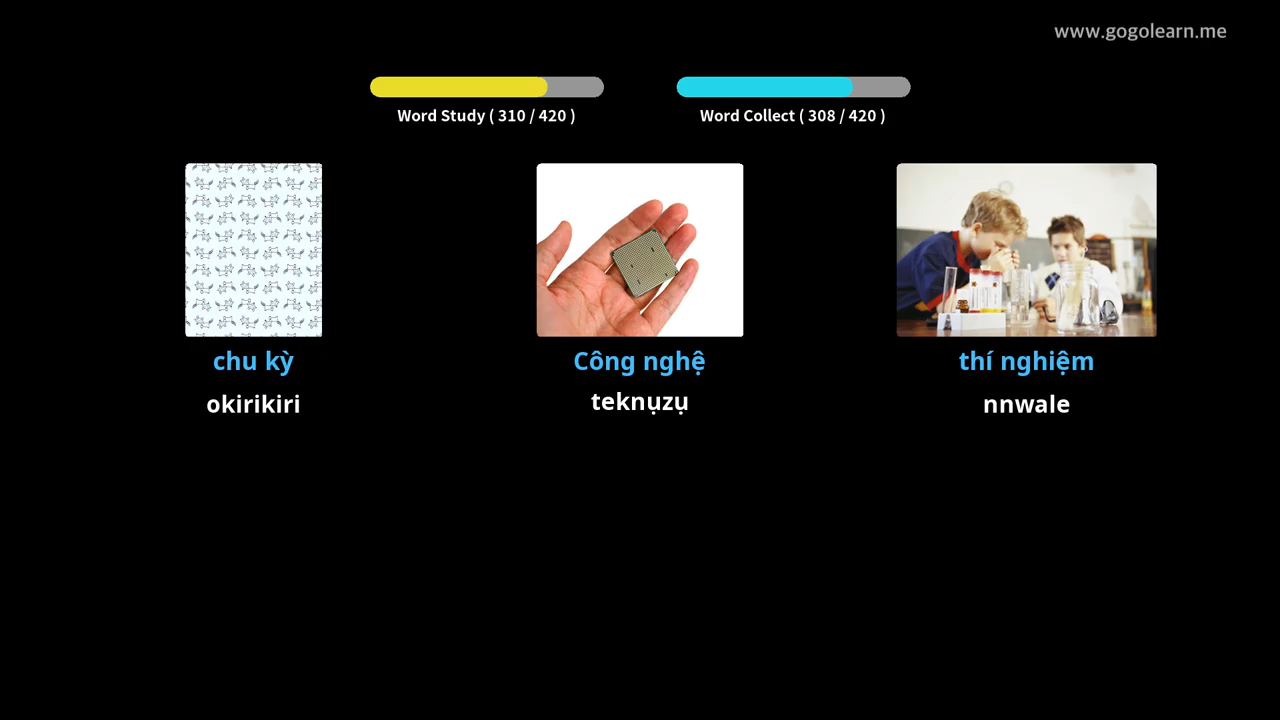 www.gogolearn.me
Word Study ( 310 / 420 )
Word Collect ( 308 / 420 )
chu kỳ
okirikiri
Công nghệ
teknụzụ
thí nghiệm
nnwale